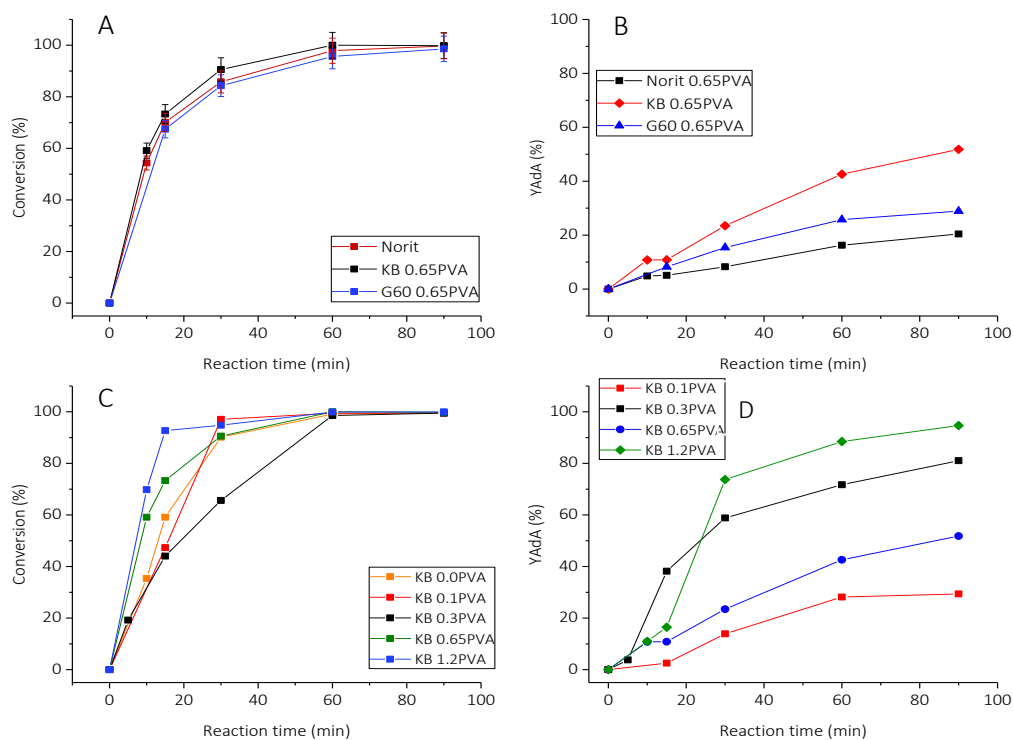 A
100
80
60
40
20
0
Conversion (%)
Norit
KB 0.65PVA
G60 0.65PVA
0 20 40 60 80 100
Reaction time (min)
B
100
80
60
40
20
0
YAdA (%)
Norit 0.65PVA
KB 0.65PVA
G60 0.65PVA
0 20 40 60 80 100
Reaction time (min)
C
100
80
60
40
20
0
Conversion (%)
KB 0.0PVA
KB 0.1PVA
KB 0.3PVA
KB 0.65PVA
KB 1.2PVA
0 20 40 60 80 100
Reaction time (min)
D
100
80
60
40
20
0
YAdA (%)
KB 0.1PVA
KB 0.3PVA
KB 0.65PVA
KB 1.2PVA
0 20 40 60 80 100
Reaction time (min)